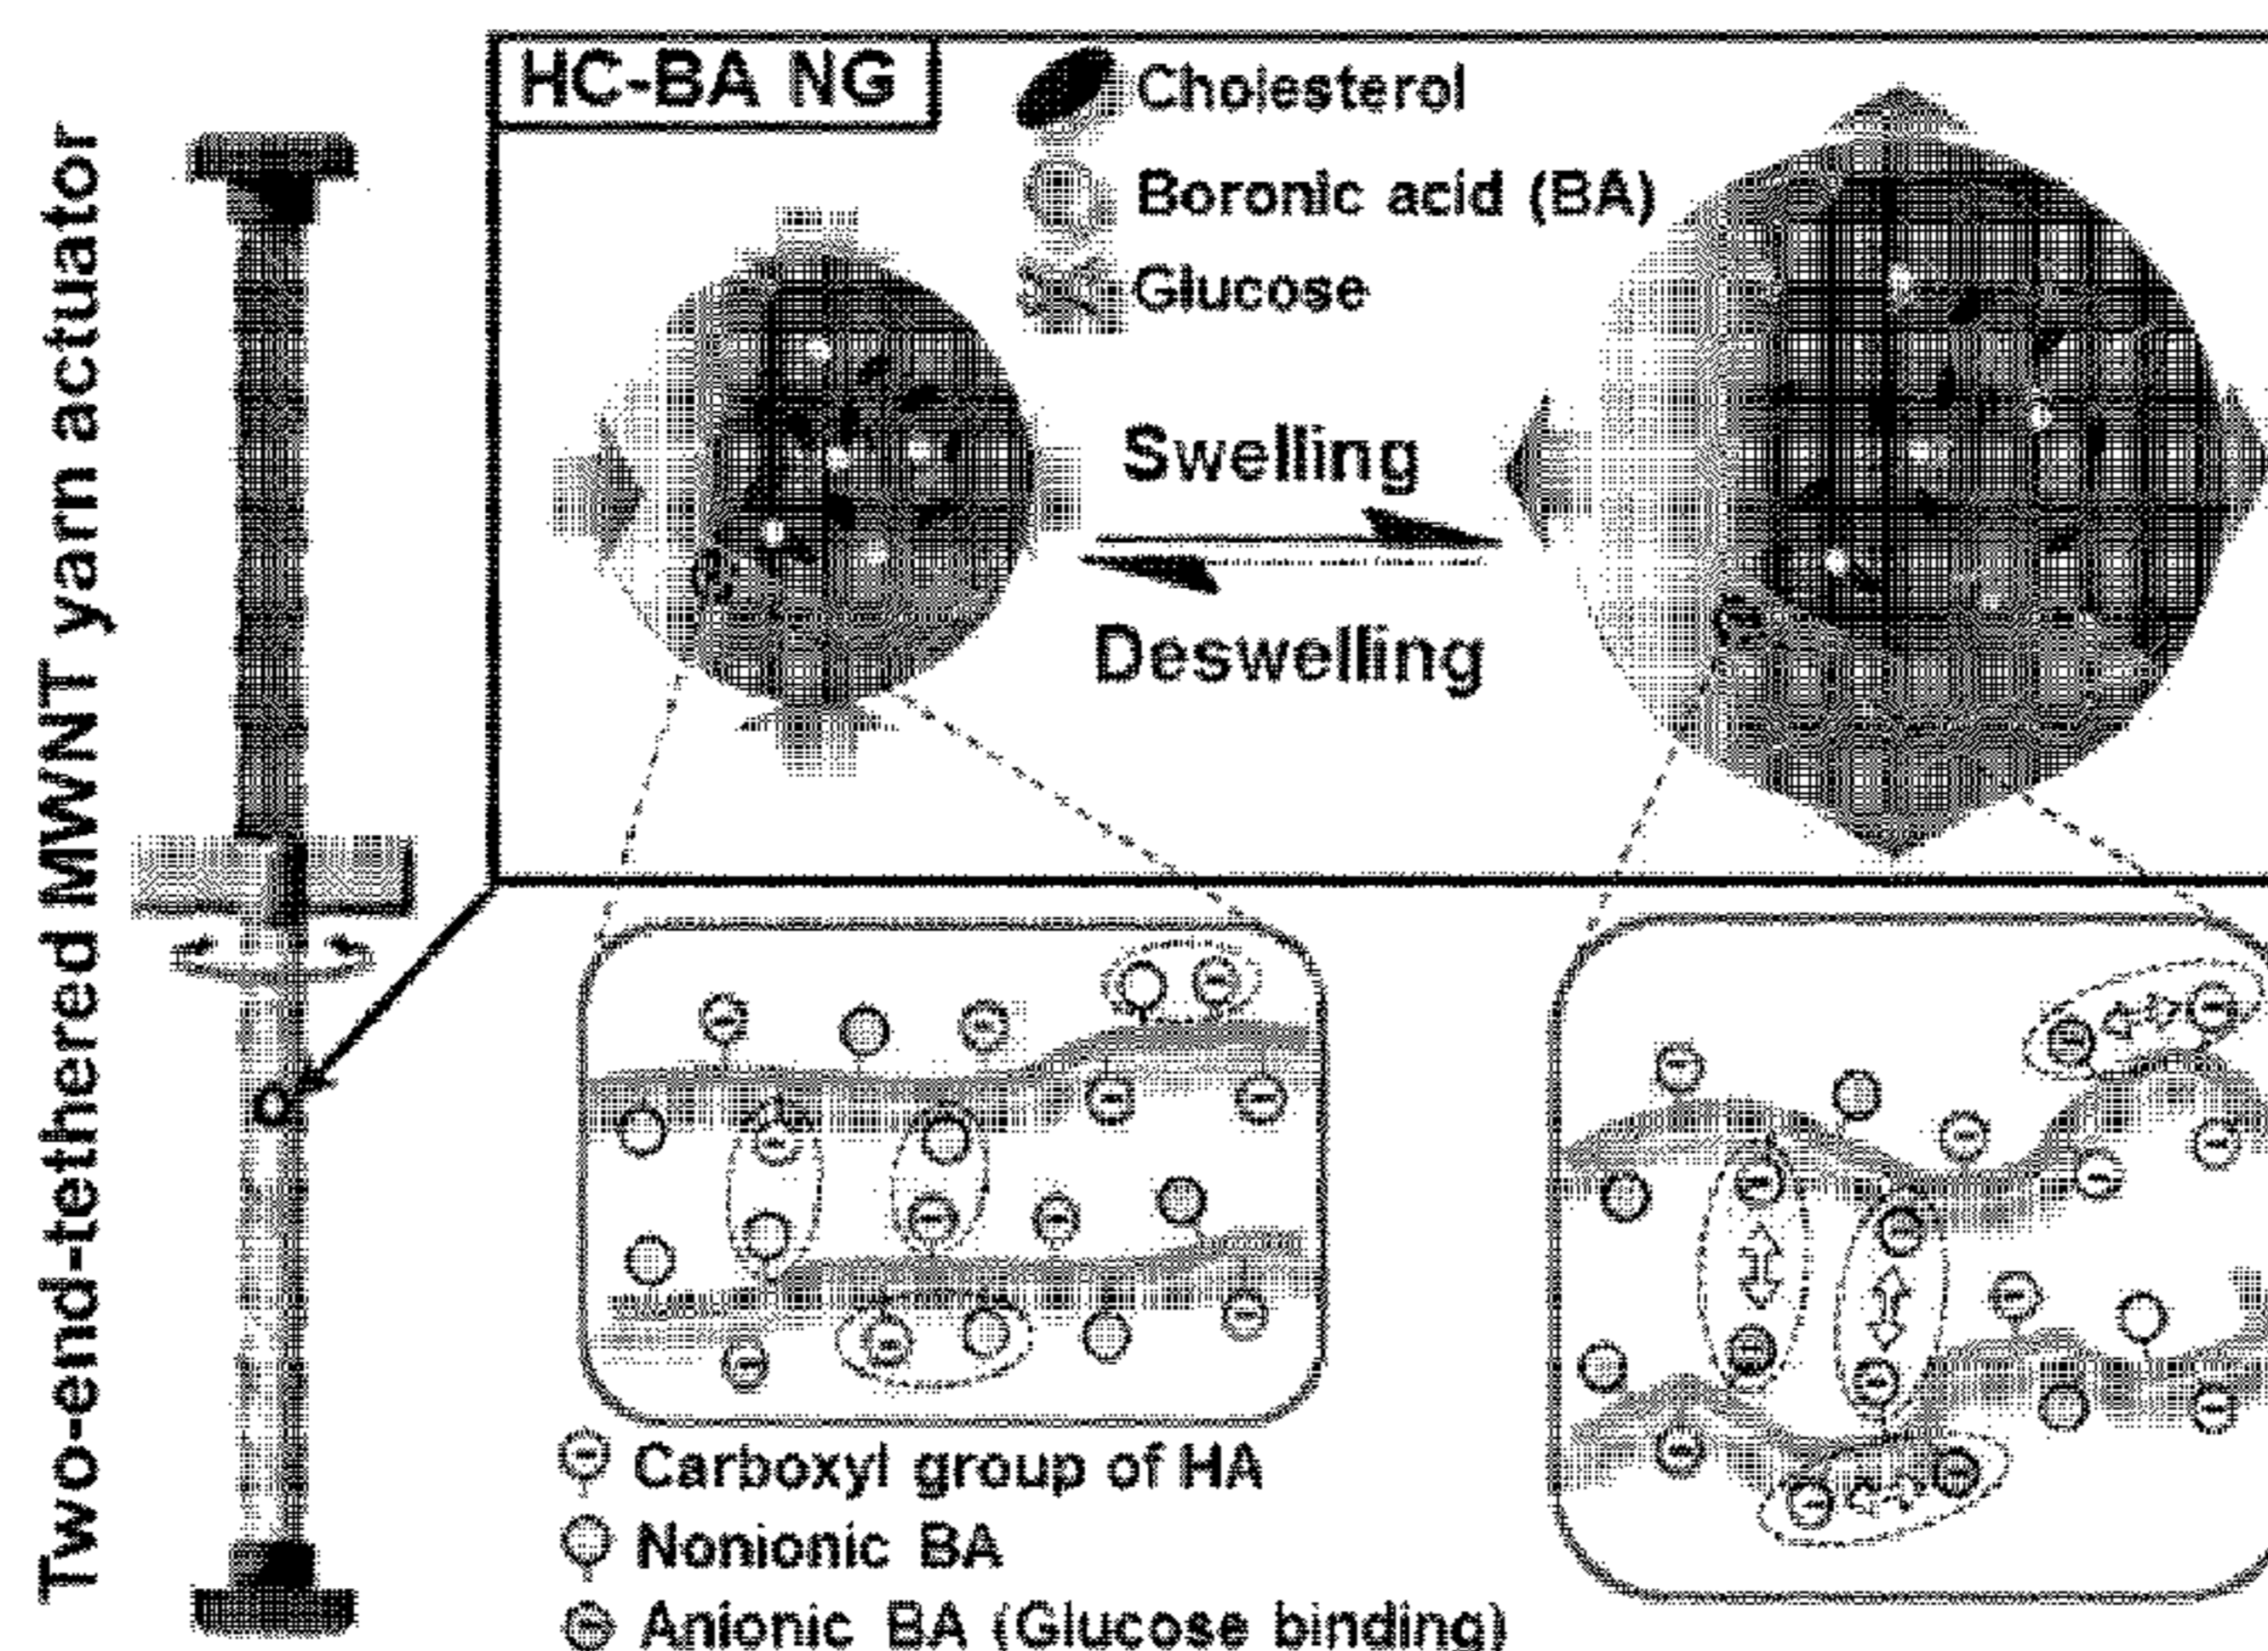 Two-end-tethered MWNT yarn actuator
HC-BA NG
Cholesterol
Boronic acid (BA)
Glucose
Swelling
Deswelling
Carboxyl group of HA
Nonionic BA
Anionic BA (Glucose binding)